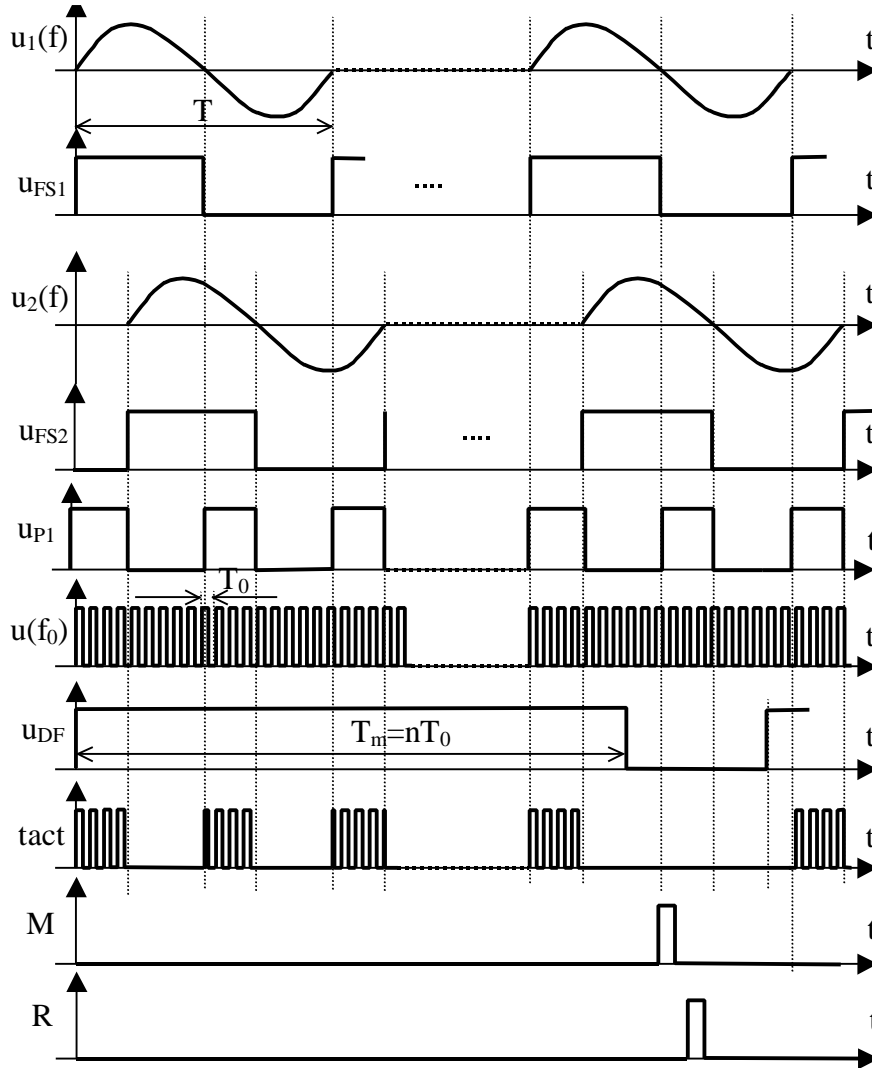 u1(f) t
T
uFS1 .... t
u2(f) t
uFS2 .... t
uP1 t
T0
u(f0) t
uDF Tm=nT0 t
tact t
M t
R t